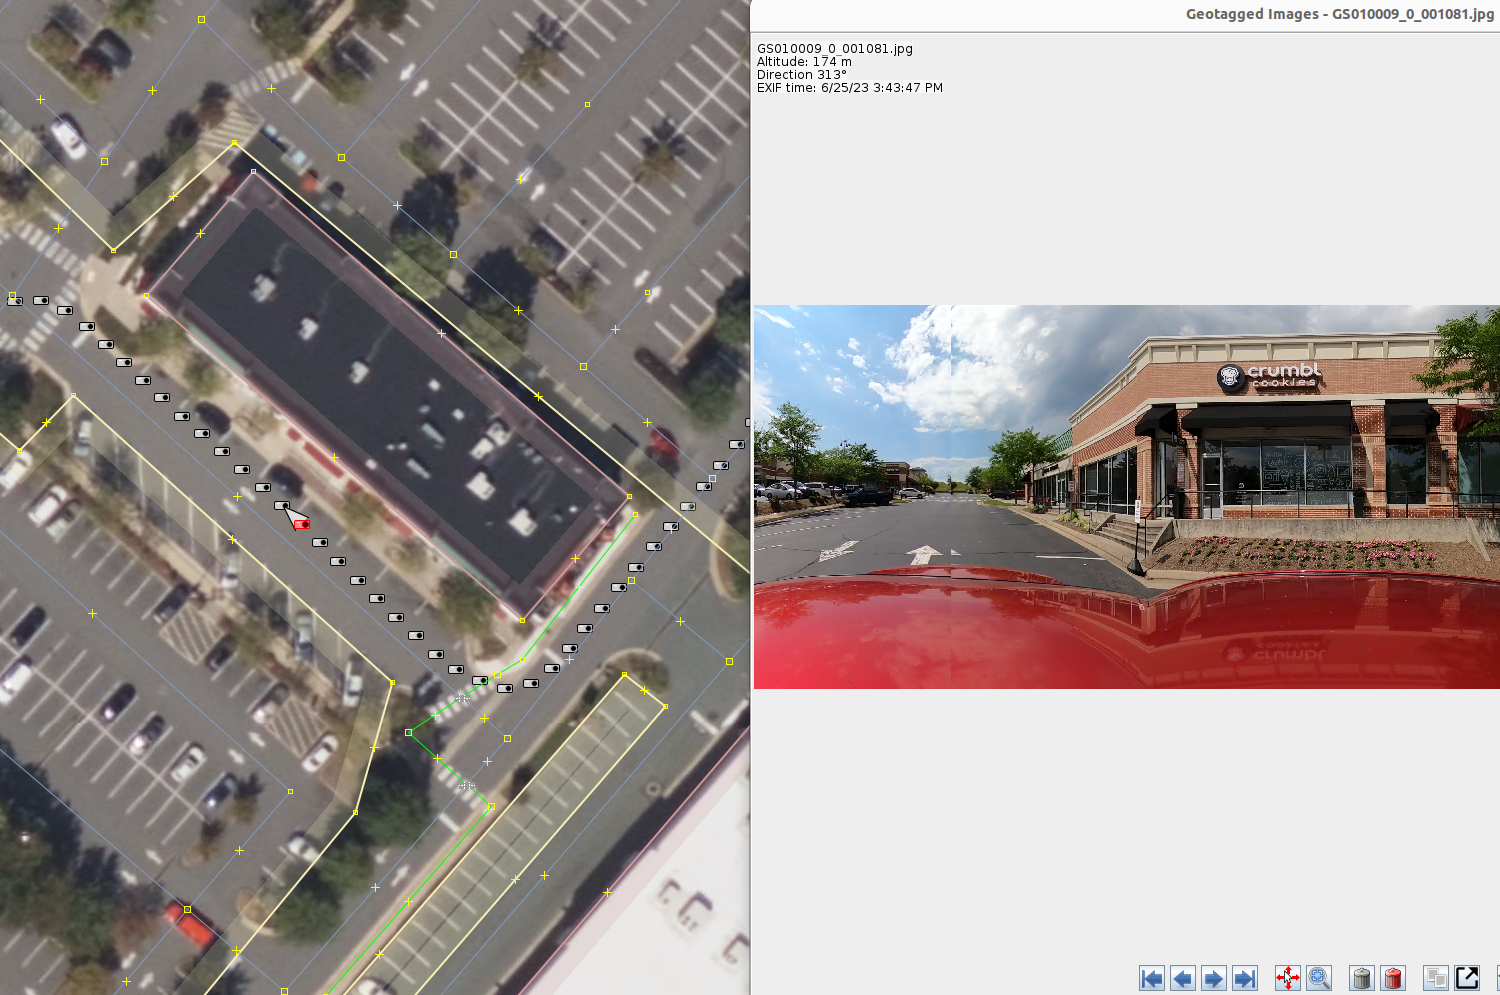 Geotagged Images - GS010009_0_001081.jpg
GS010009_0_001081.jpg
Altitude: 174 m
Direction 313°
EXIF time: 6/25/23 3:43:47 PM
crumbl
cookies